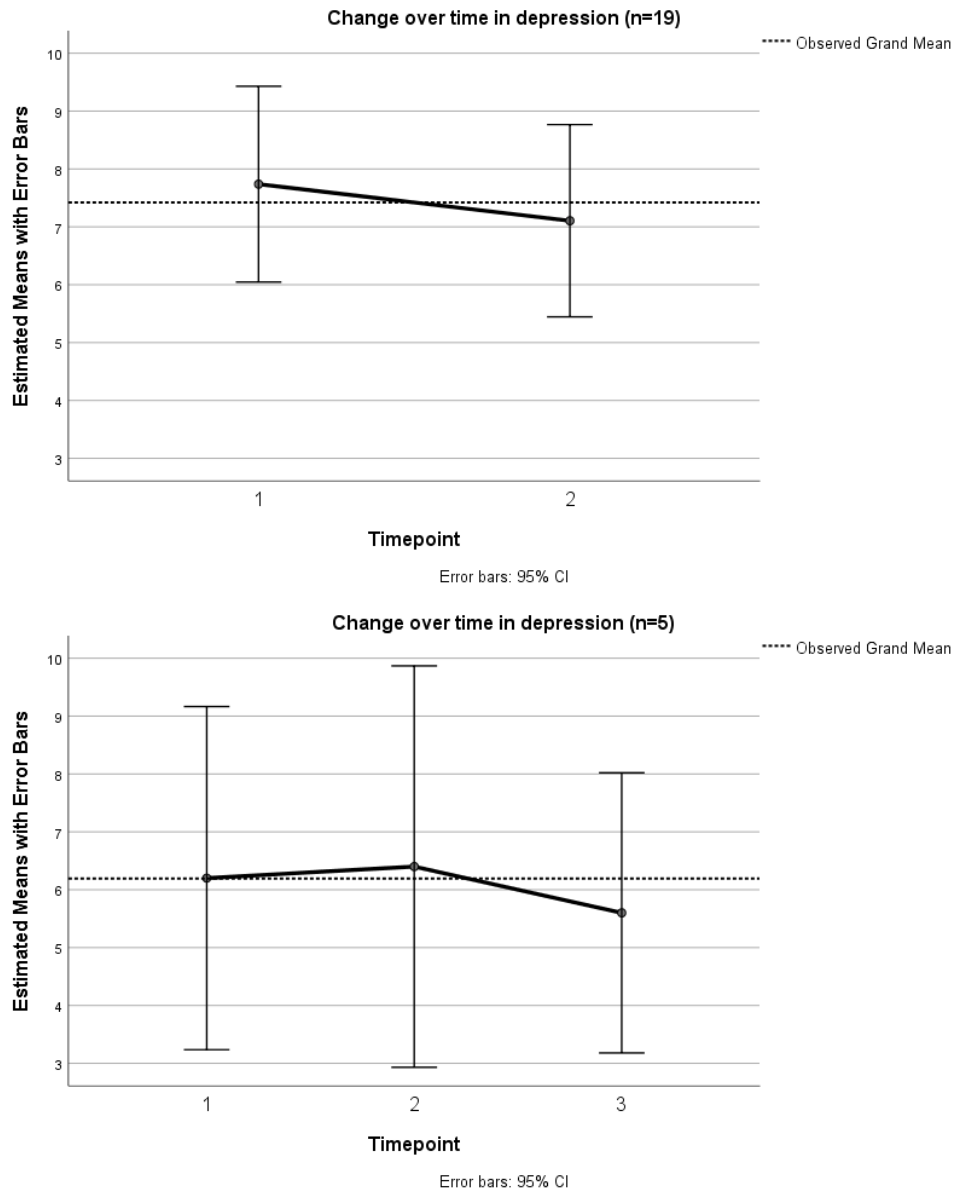 Change over time in depression (n=19)
Observed Grand Mean
Estimated Means with Error Bars
10
9
8
7
6
5
4
3
1 2
Timepoint
Error bars: 95% CI
Change over time in depression (n=5)
Observed Grand Mean
Estimated Means with Error Bars
10
9
8
7
6
5
4
3
1 2 3
Timepoint
Error bars: 95% CI